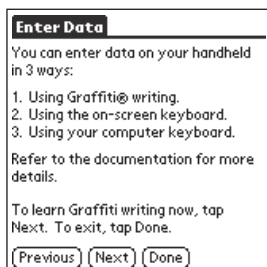 Enter Data
You can enter data on your handheld
in 3 ways:
1. Using Graffiti® writing.
2. Using the on-screen keyboard.
3. Using your computer keyboard.
Refer to the documentation for more
details.
To learn Graffiti writing now, tap
Next. To exit, tap Done.
Previous Next Done